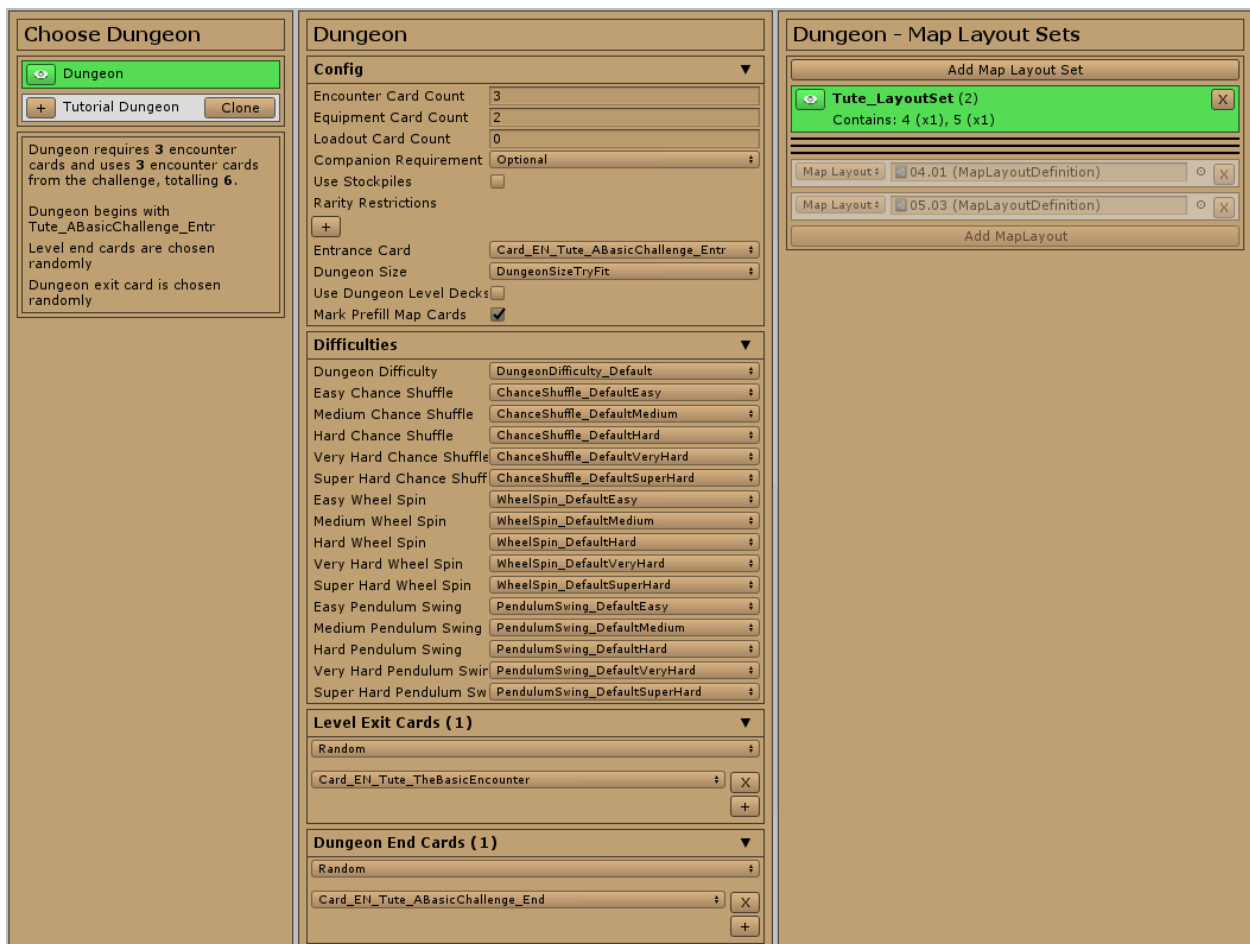 Choose Dungeon
Dungeon
+ Tutorial Dungeon Clone
Dungeon requires 3 encounter
cards and uses 3 encounter cards
from the challenge, totalling 6.
Dungeon begins with
Tute_ABasicChallenge_Entr
Level end cards are chosen
randomly
Dungeon exit card is chosen
randomly
Dungeon
Config
Encounter Card Count 3
Equipment Card Count 2
Loadout Card Count 0
Companion Requirement Optional
Use Stockpiles
Rarity Restrictions
+
Entrance Card Card_EN_Tute_ABasicChallenge_Entr
Dungeon Size DungeonSizeTryFit
Use Dungeon Level Decks
Mark Prefill Map Cards
Difficulties
Dungeon Difficulty DungeonDifficulty_Default
Easy Chance Shuffle ChanceShuffle_DefaultEasy
Medium Chance Shuffle ChanceShuffle_DefaultMedium
Hard Chance Shuffle ChanceShuffle_DefaultHard
Very Hard Chance Shuffle ChanceShuffle_DefaultVeryHard
Super Hard Chance Shuff ChanceShuffle_DefaultSuperHard
Easy Wheel Spin WheelSpin_DefaultEasy
Medium Wheel Spin WheelSpin_DefaultMedium
Hard Wheel Spin WheelSpin_DefaultHard
Very Hard Wheel Spin WheelSpin_DefaultVeryHard
Super Hard Wheel Spin WheelSpin_DefaultSuperHard
Easy Pendulum Swing PendulumSwing_DefaultEasy
Medium Pendulum Swing PendulumSwing_DefaultMedium
Hard Pendulum Swing PendulumSwing_DefaultHard
Very Hard Pendulum Swir PendulumSwing_DefaultVeryHard
Super Hard Pendulum Sw PendulumSwing_DefaultSuperHard
Level Exit Cards (1)
Random
Card_EN_Tute_TheBasicEncounter X
+
Dungeon End Cards (1)
Random
Card_EN_Tute_ABasicChallenge_End X
+
Dungeon - Map Layout Sets
Add Map Layout Set
Tute_LayoutSet (2) X
Contains: 4 (x1), 5 (x1)
Map Layout 04.01 (MapLayoutDefinition) X
Map Layout 05.03 (MapLayoutDefinition) X
Add MapLayout